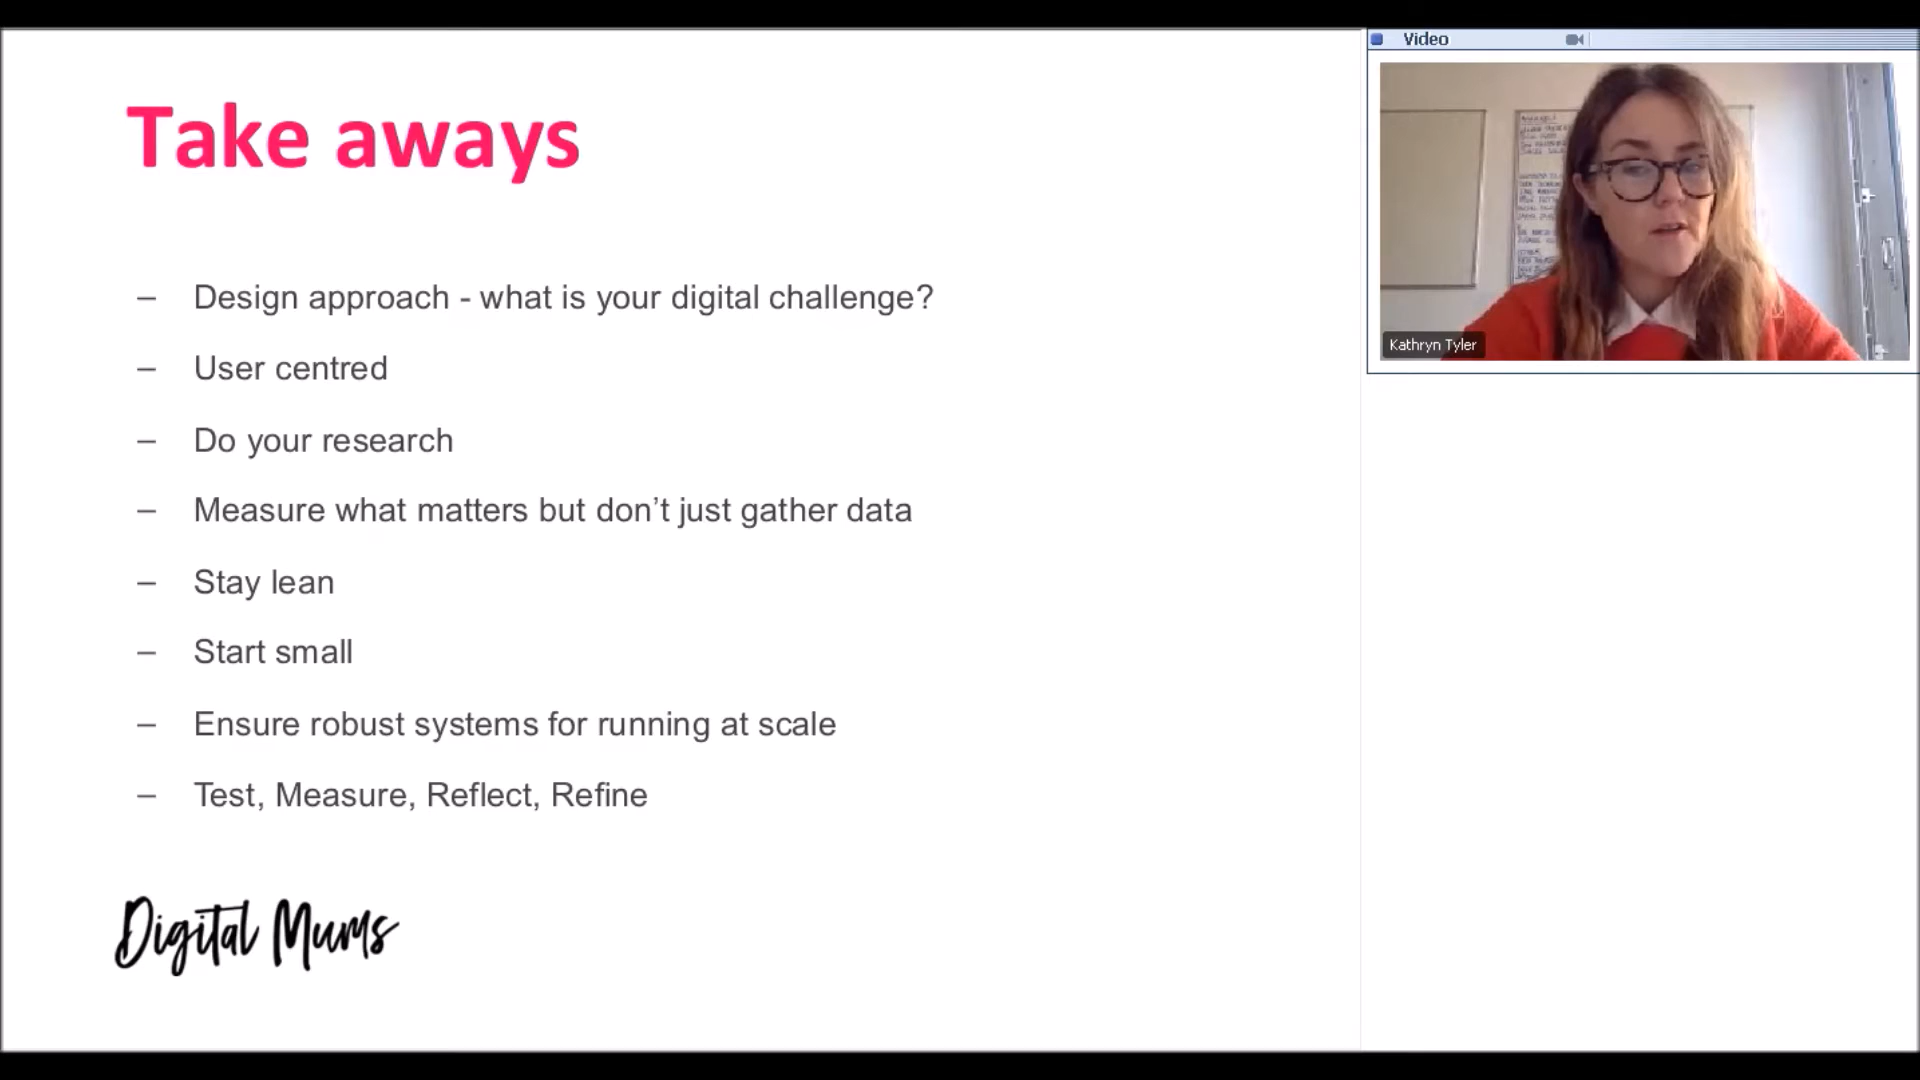 Take aways
– Design approach - what is your digital challenge?
– User centred
– Do your research
– Measure what matters but don’t just gather data
– Stay lean
– Start small
– Ensure robust systems for running at scale
– Test, Measure, Reflect, Refine
Digital Mums
Video
Kathryn Tyler